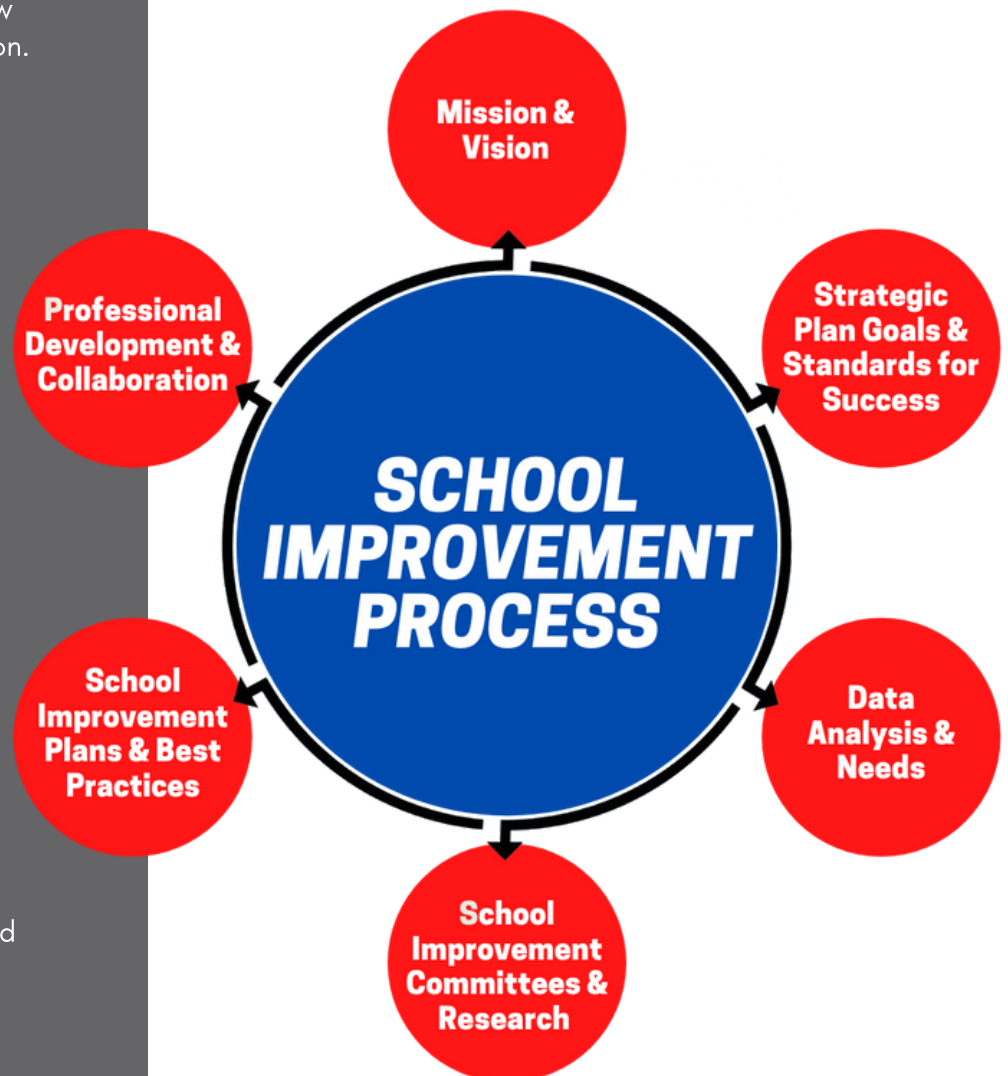 on.
Mission &
Vision
Strategic
Plan Goals &
Standards for
Success
Data
Analysis &
Needs
School
Improvement
Committees &
Research
School
Improvement
Plans & Best
Practices
Professional
Development &
Collaboration
SCHOOL
IMPROVEMENT
PROCESS